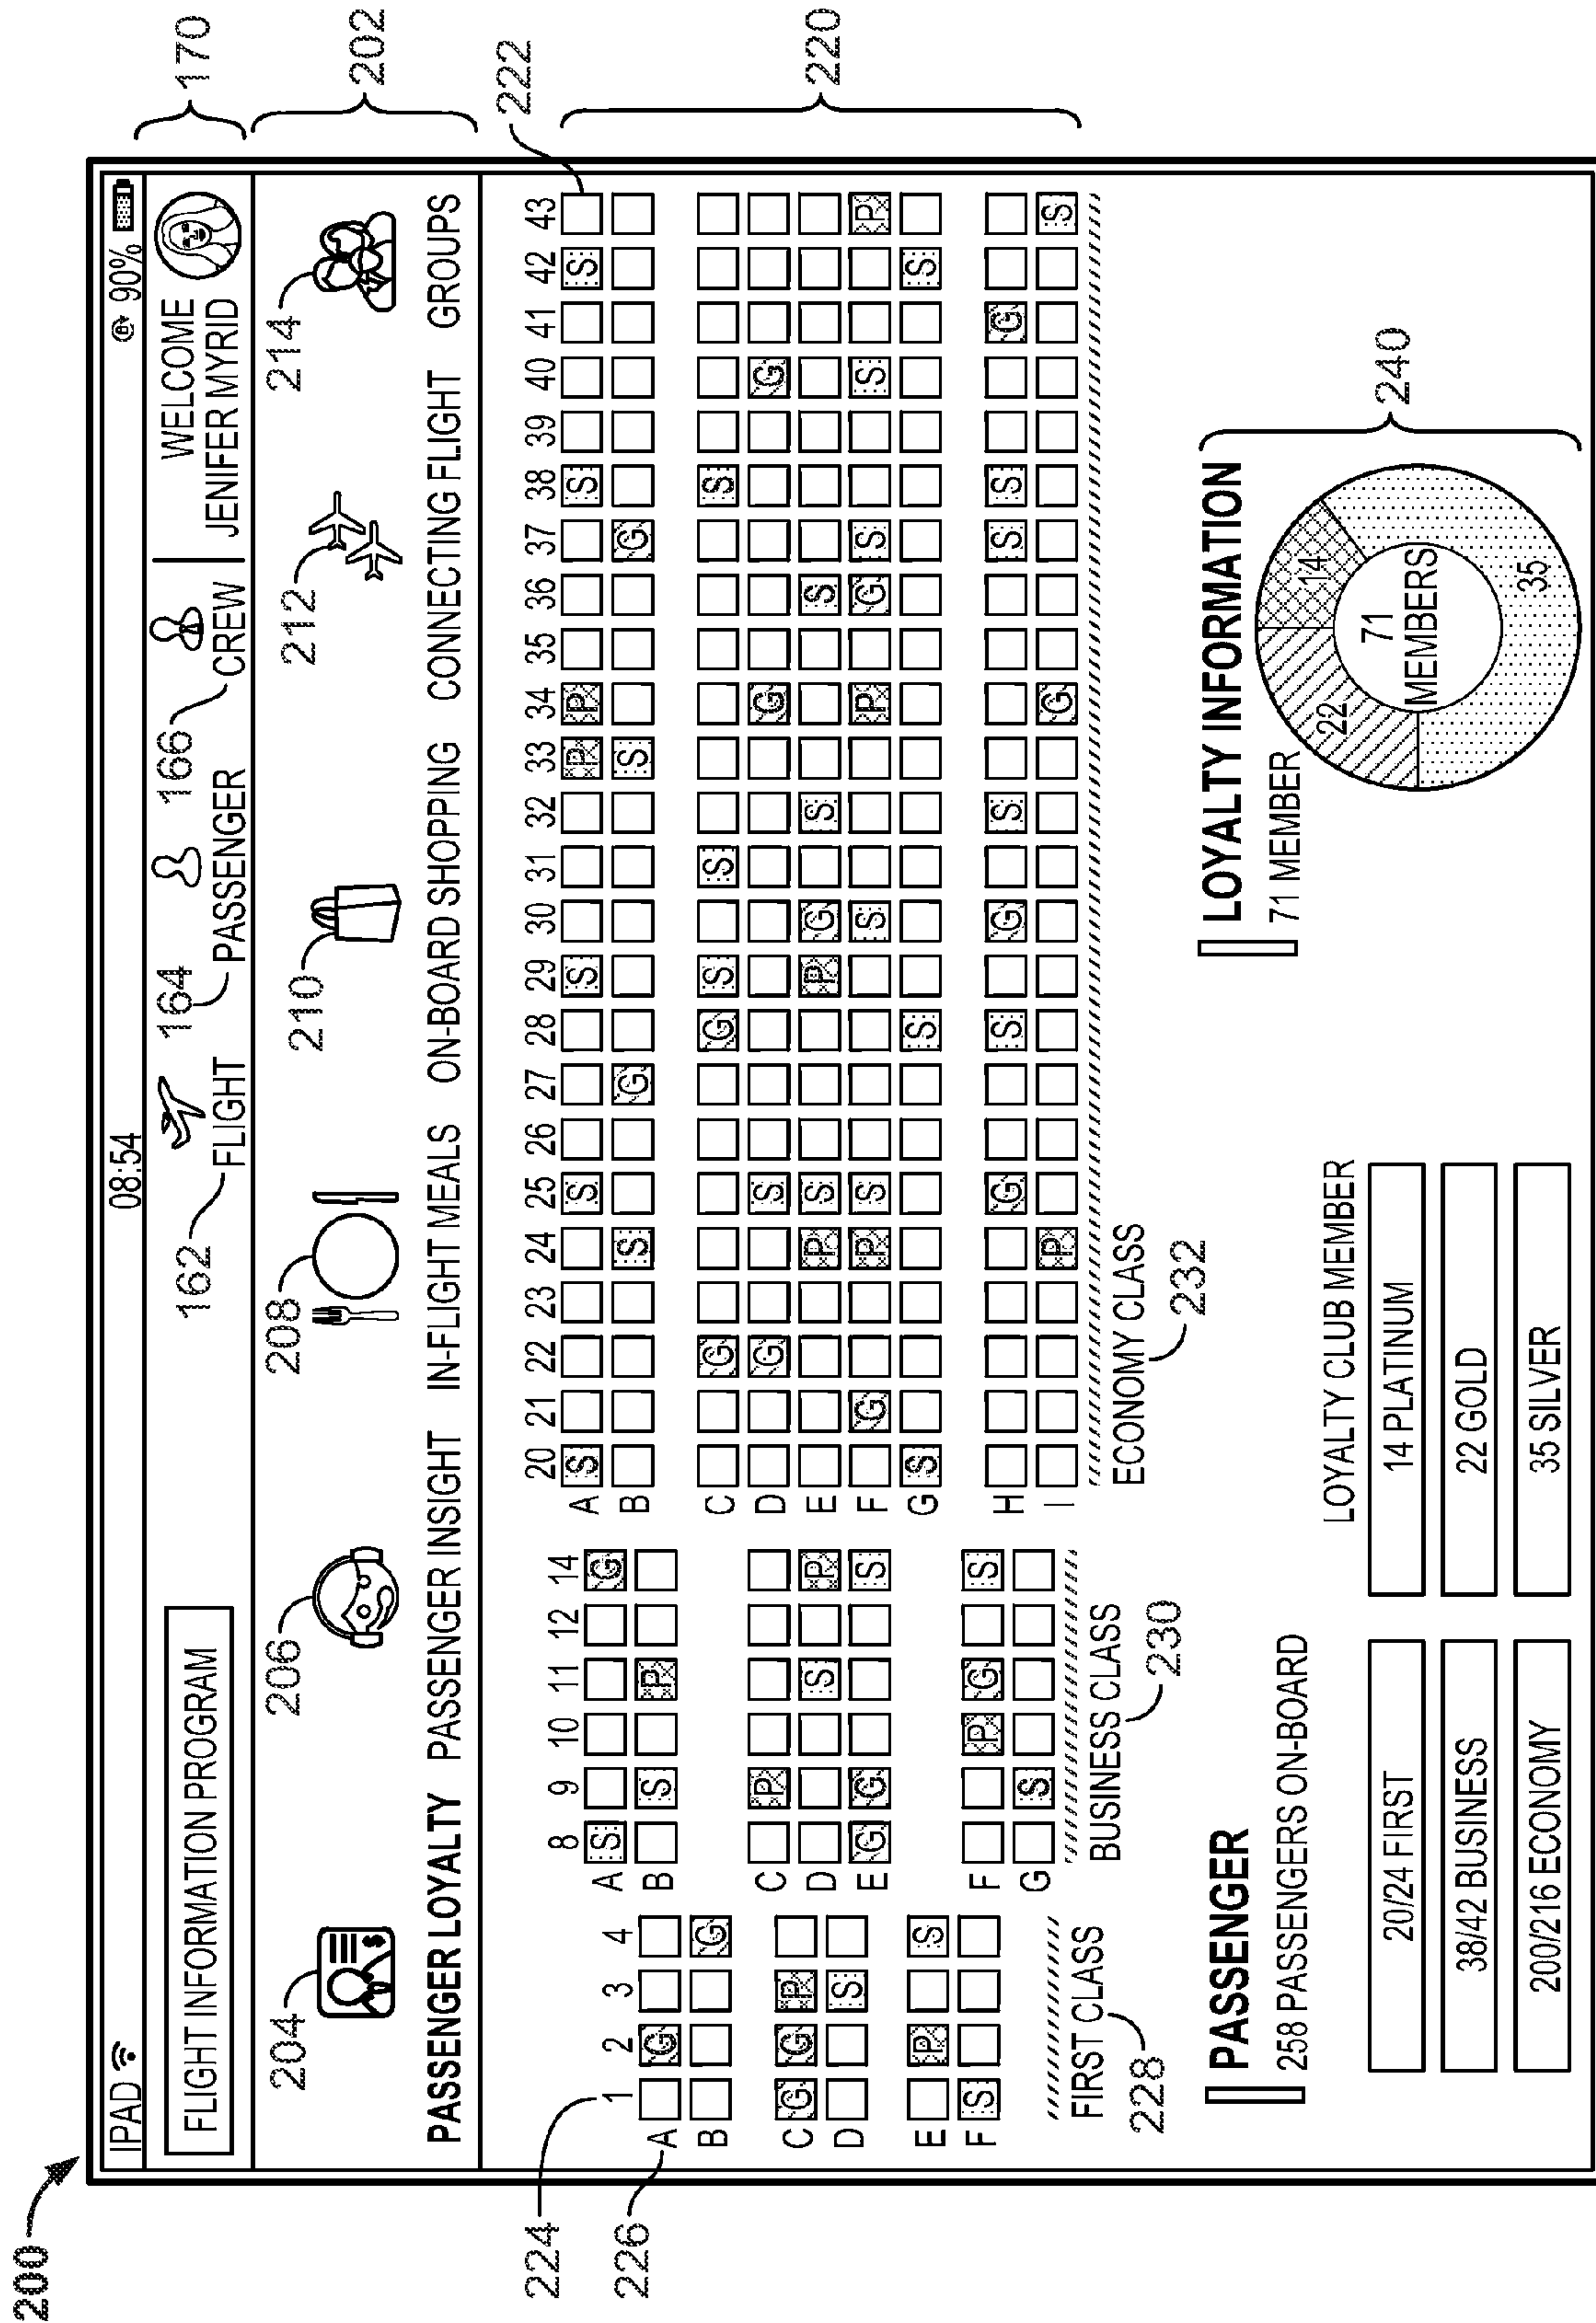 200
IPAD 08:54 @ 90%
170
FLIGHT INFORMATION PROGRAM
162 FLIGHT
164 PASSENGER
166 CREW
WELCOME
JENIFER MYRID
202
204 206 208 210 212 214
PASSENGER LOYALTY PASSENGER INSIGHT IN-FLIGHT MEALS ON-BOARD SHOPPING CONNECTING FLIGHT GROUPS
222
220
224
226
1 2 3 4
A G
B G
C G G P
D S
E P S
F S
FIRST CLASS
228
8 9 10 11 12 14
A S G
B S P
C P
D S P
E G G S
F P G S
G S
BUSINESS CLASS
230
20 21 22 23 24 25 26 27 28 29 30 31 32 33 34 35 36 37 38 39 40 41 42 43
A S S S P P S S
B S G S G
C G G S S S
D G S G G
E P S P G S S
F G P S S P G S S P
G S S S
H G S G S S S G
I P G S
ECONOMY CLASS
232
PASSENGER
258 PASSENGERS ON-BOARD
20/24 FIRST
38/42 BUSINESS
200/216 ECONOMY
LOYALTY CLUB MEMBER
14 PLATINUM
22 GOLD
35 SILVER
LOYALTY INFORMATION
71 MEMBER
22
14
71
MEMBERS
35
240